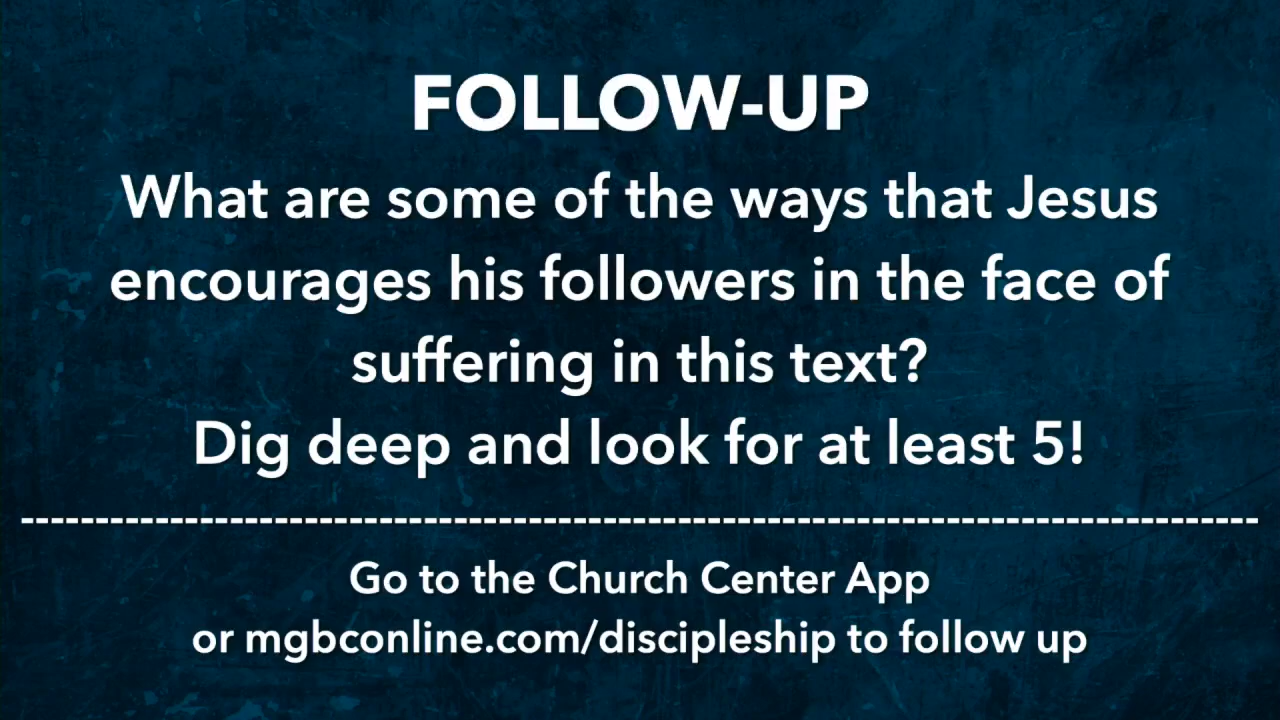 FOLLOW-UP
What are some of the ways that Jesus
encourages his followers in the face of
suffering in this text?
Dig deep and look for at least 5!
Go to the Church Center App
or mgbconline.com/discipleship to follow up